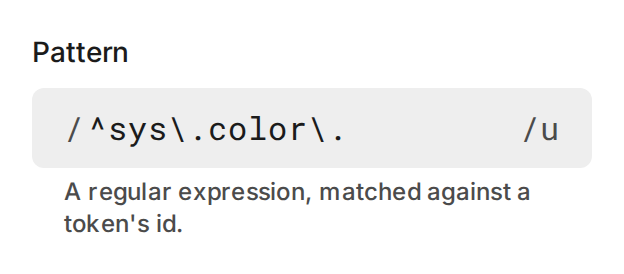 Pattern
/^sys\.color\. /u
A regular expression, matched against a
token's id.